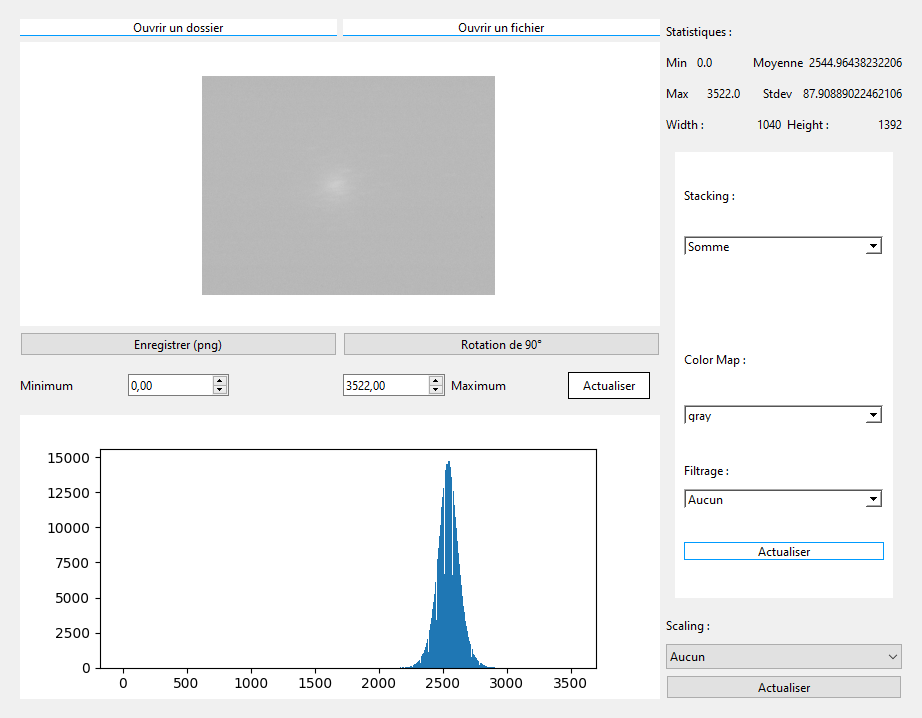 Ouvrir un dossier
Ouvrir un fichier
Statistiques :
Min 0.0 Moyenne 2544.96438232206
Max 3522.0 Stdev 87.90889022462106
Width : 1040 Height : 1392
Stacking :
Somme
Enregistrer (png)
Rotation de 90°
Color Map :
Minimum 0,00 3522,00 Maximum Actualiser
gray
Filtrage :
Aucun
Actualiser
15000
12500
10000
7500
5000
2500
0
0 500 1000 1500 2000 2500 3000 3500
Scaling :
Aucun
Actualiser